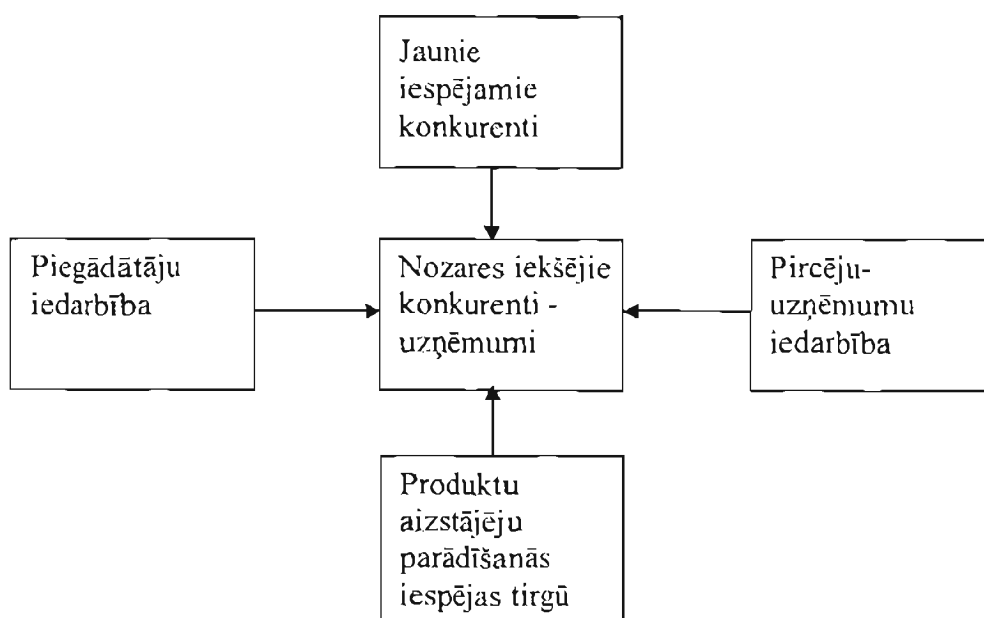 Jaunie
iespējamie
konkurenti
Piegādātāju
iedarbība
Nozares iekšējie
konkurenti -
uzņēmumi
Pircēju-
uzņēmumu
iedarbība
Produktu
aizstājēju
parādīšanās
iespējas tirgū